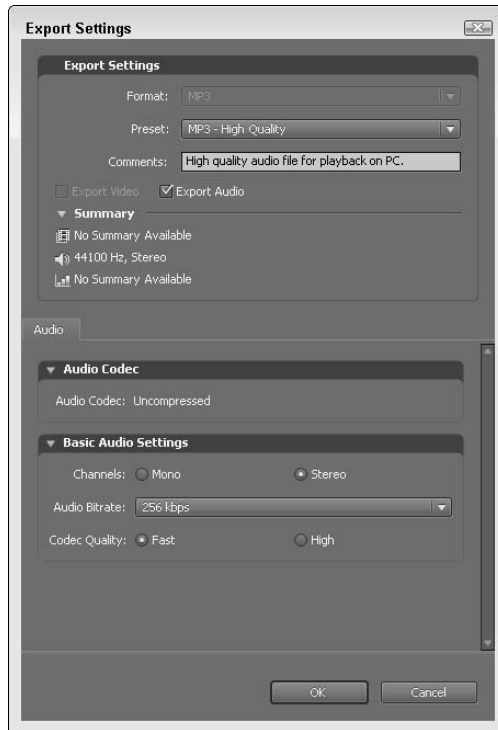 Export Settings
Export Settings
Format: MP3
Preset: MP3 - High Quality
Comments: High quality audio file for playback on PC.
Export Video Export Audio
Summary
No Summary Available
44100 Hz, Stereo
No Summary Available
Audio
Audio Codec
Audio Codec: Uncompressed
Basic Audio Settings
Channels: Mono Stereo
Audio Bitrate: 256 kbps
Codec Quality: Fast High
OK Cancel